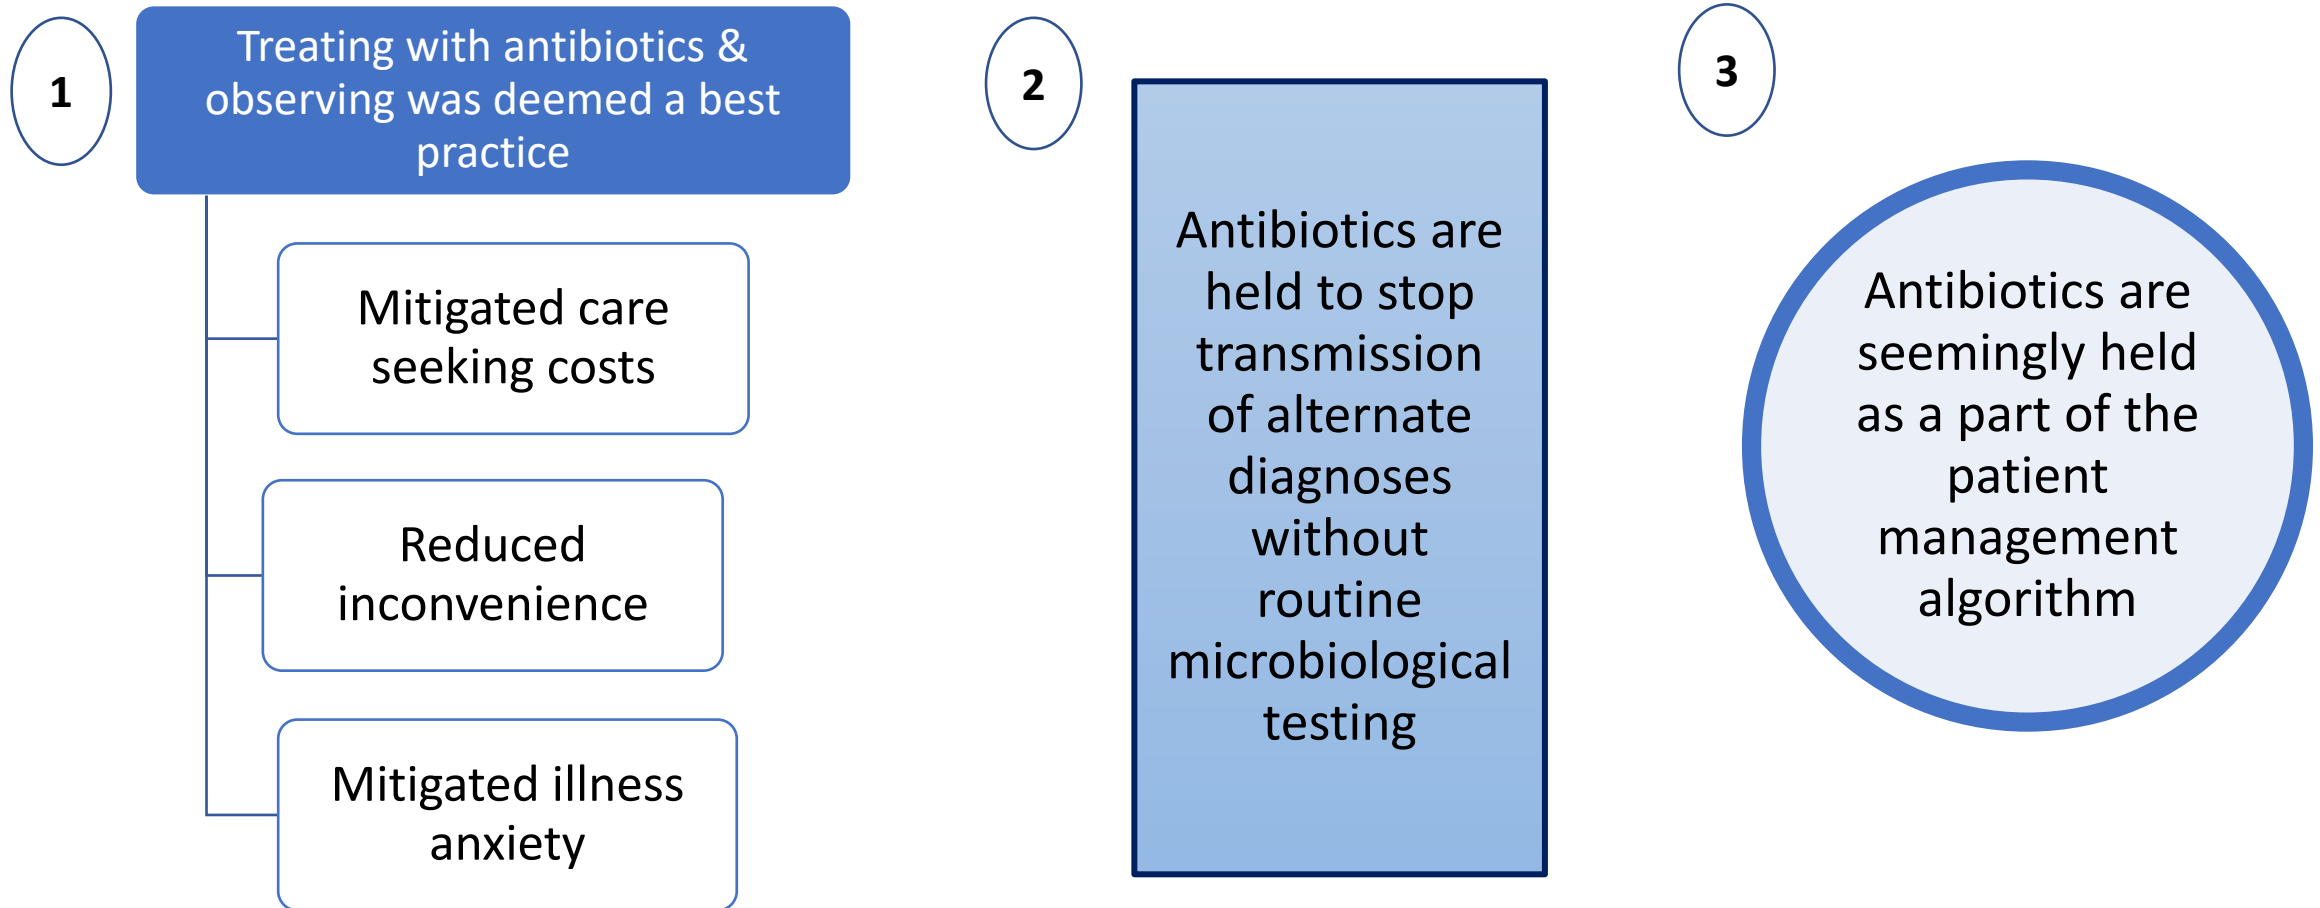 1
Treating with antibiotics &
observing was deemed a best
practice
Mitigated care
seeking costs
Reduced
inconvenience
Mitigated illness
anxiety
2
Antibiotics are
held to stop
transmission
of alternate
diagnoses
without
routine
microbiological
testing
3
Antibiotics are
seemingly held
as a part of the
patient
management
algorithm